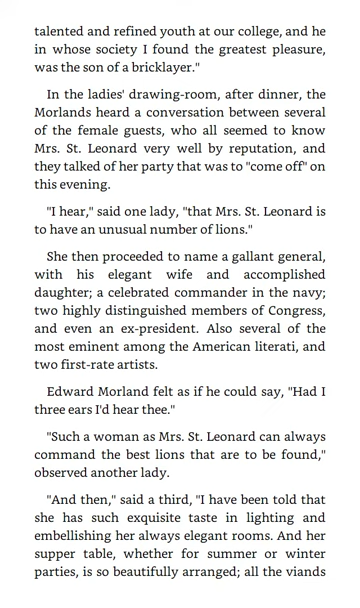 talented and refined youth at our college, and he
in whose society I found the greatest pleasure,
was the son of a bricklayer."
In the ladies' drawing-room, after dinner, the
Morlands heard a conversation between several
of the female guests, who all seemed to know
Mrs. St. Leonard very well by reputation, and
they talked of her party that was to "come off" on
this evening.
"I hear," said one lady, "that Mrs. St. Leonard is
to have an unusual number of lions."
She then proceeded to name a gallant general,
with his elegant wife and accomplished
daughter; a celebrated commander in the navy;
two highly distinguished members of Congress,
and even an ex-president. Also several of the
most eminent among the American literati, and
two first-rate artists.
Edward Morland felt as if he could say, "Had I
three ears I'd hear thee."
"Such a woman as Mrs. St. Leonard can always
command the best lions that are to be found,"
observed another lady.
"And then," said a third, "I have been told that
she has such exquisite taste in lighting and
embellishing her always elegant rooms. And her
supper table, whether for summer or winter
parties, is so beautifully arranged; all the viands